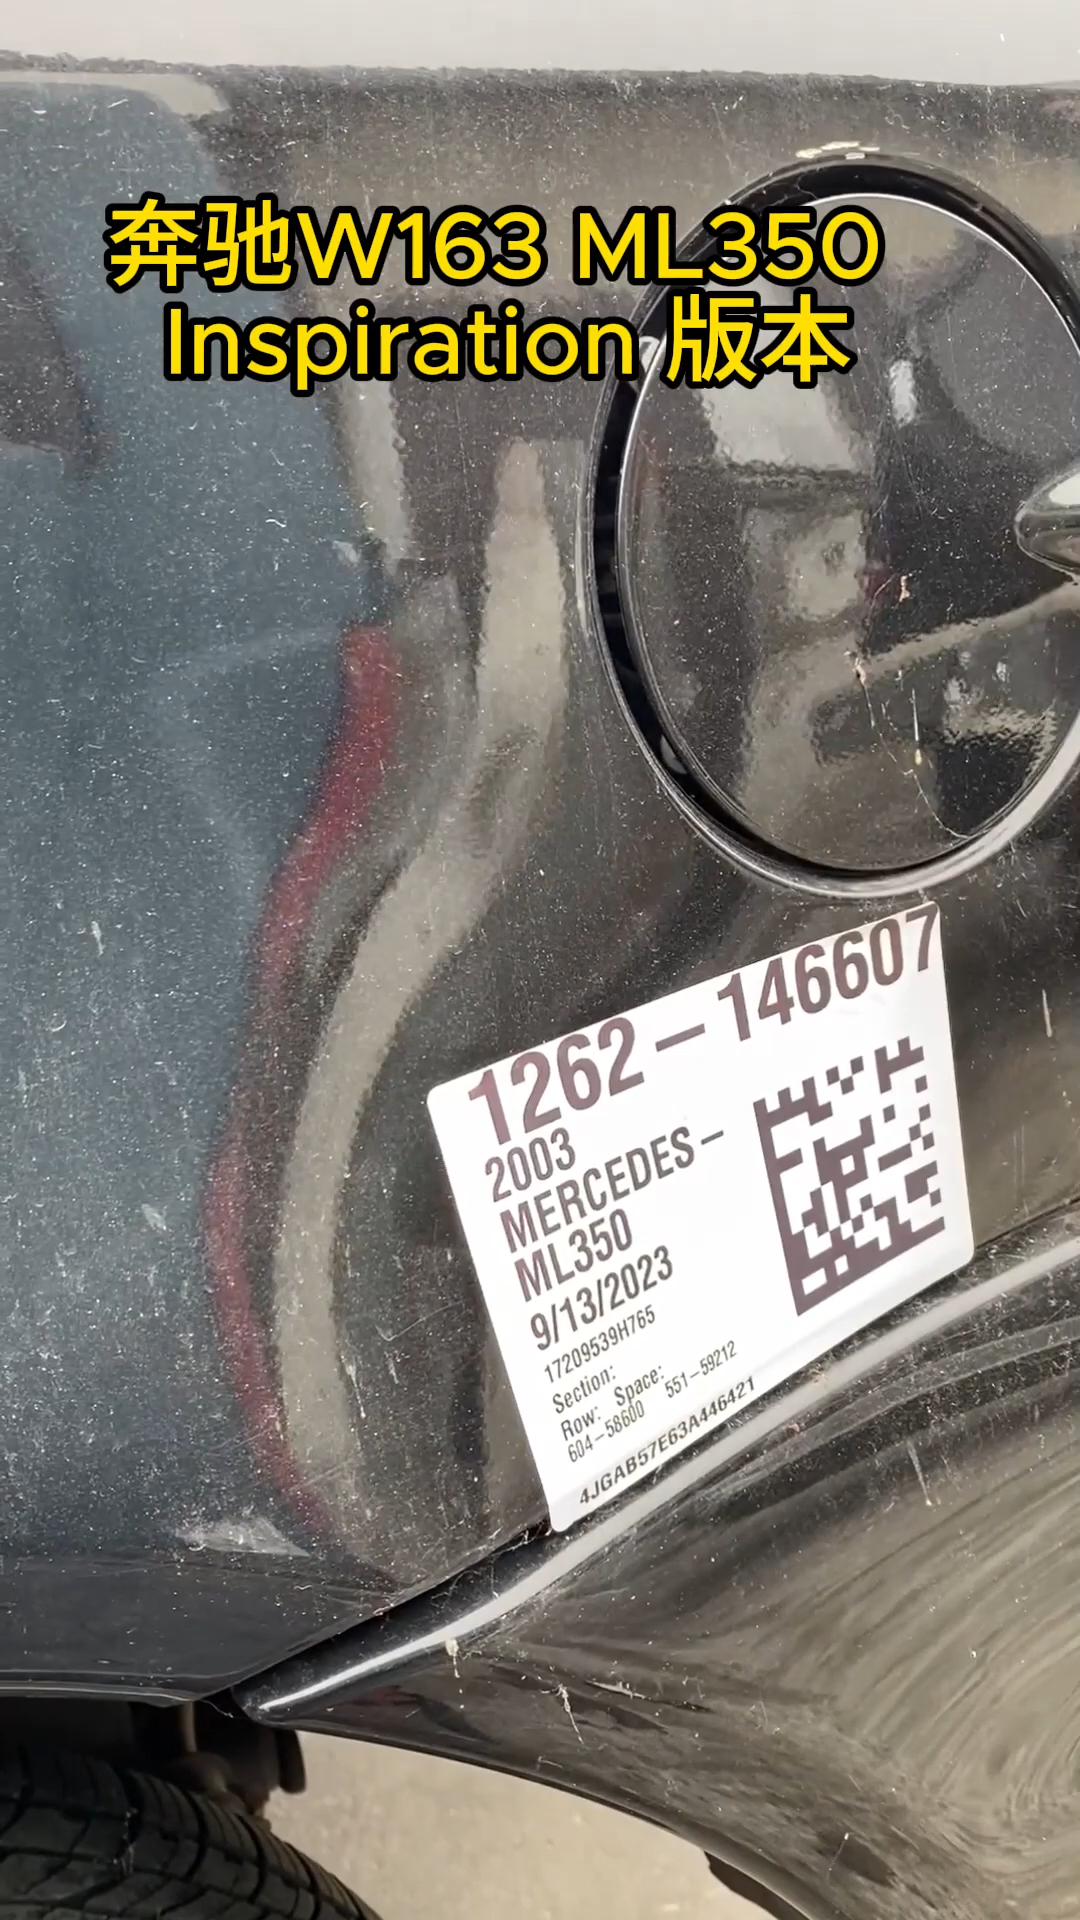 奔驰W163 ML350
Inspiration 版本
1262-146607
2003
MERCEDES-
ML350
9/13/2023
17209539H765
Section:
Row: Space:
604-58600 551-59212
4JGAB57E63A446421